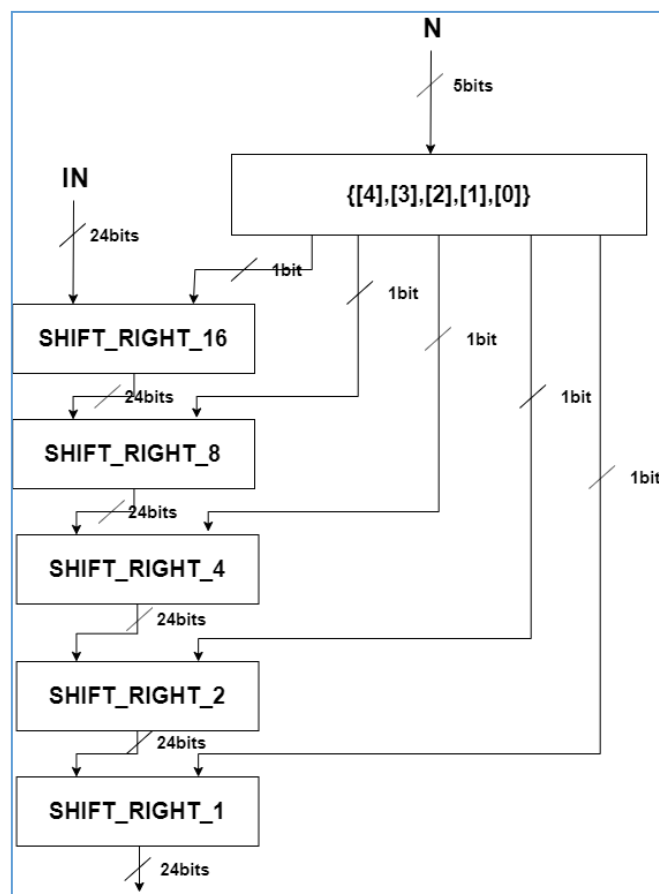 N
5bits
{[4],[3],[2],[1],[0]}
IN
24bits
1bit
1bit
SHIFT_RIGHT_16
1bit
24bits
1bit
SHIFT_RIGHT_8
1bit
24bits
SHIFT_RIGHT_4
24bits
SHIFT_RIGHT_2
24bits
SHIFT_RIGHT_1
24bits